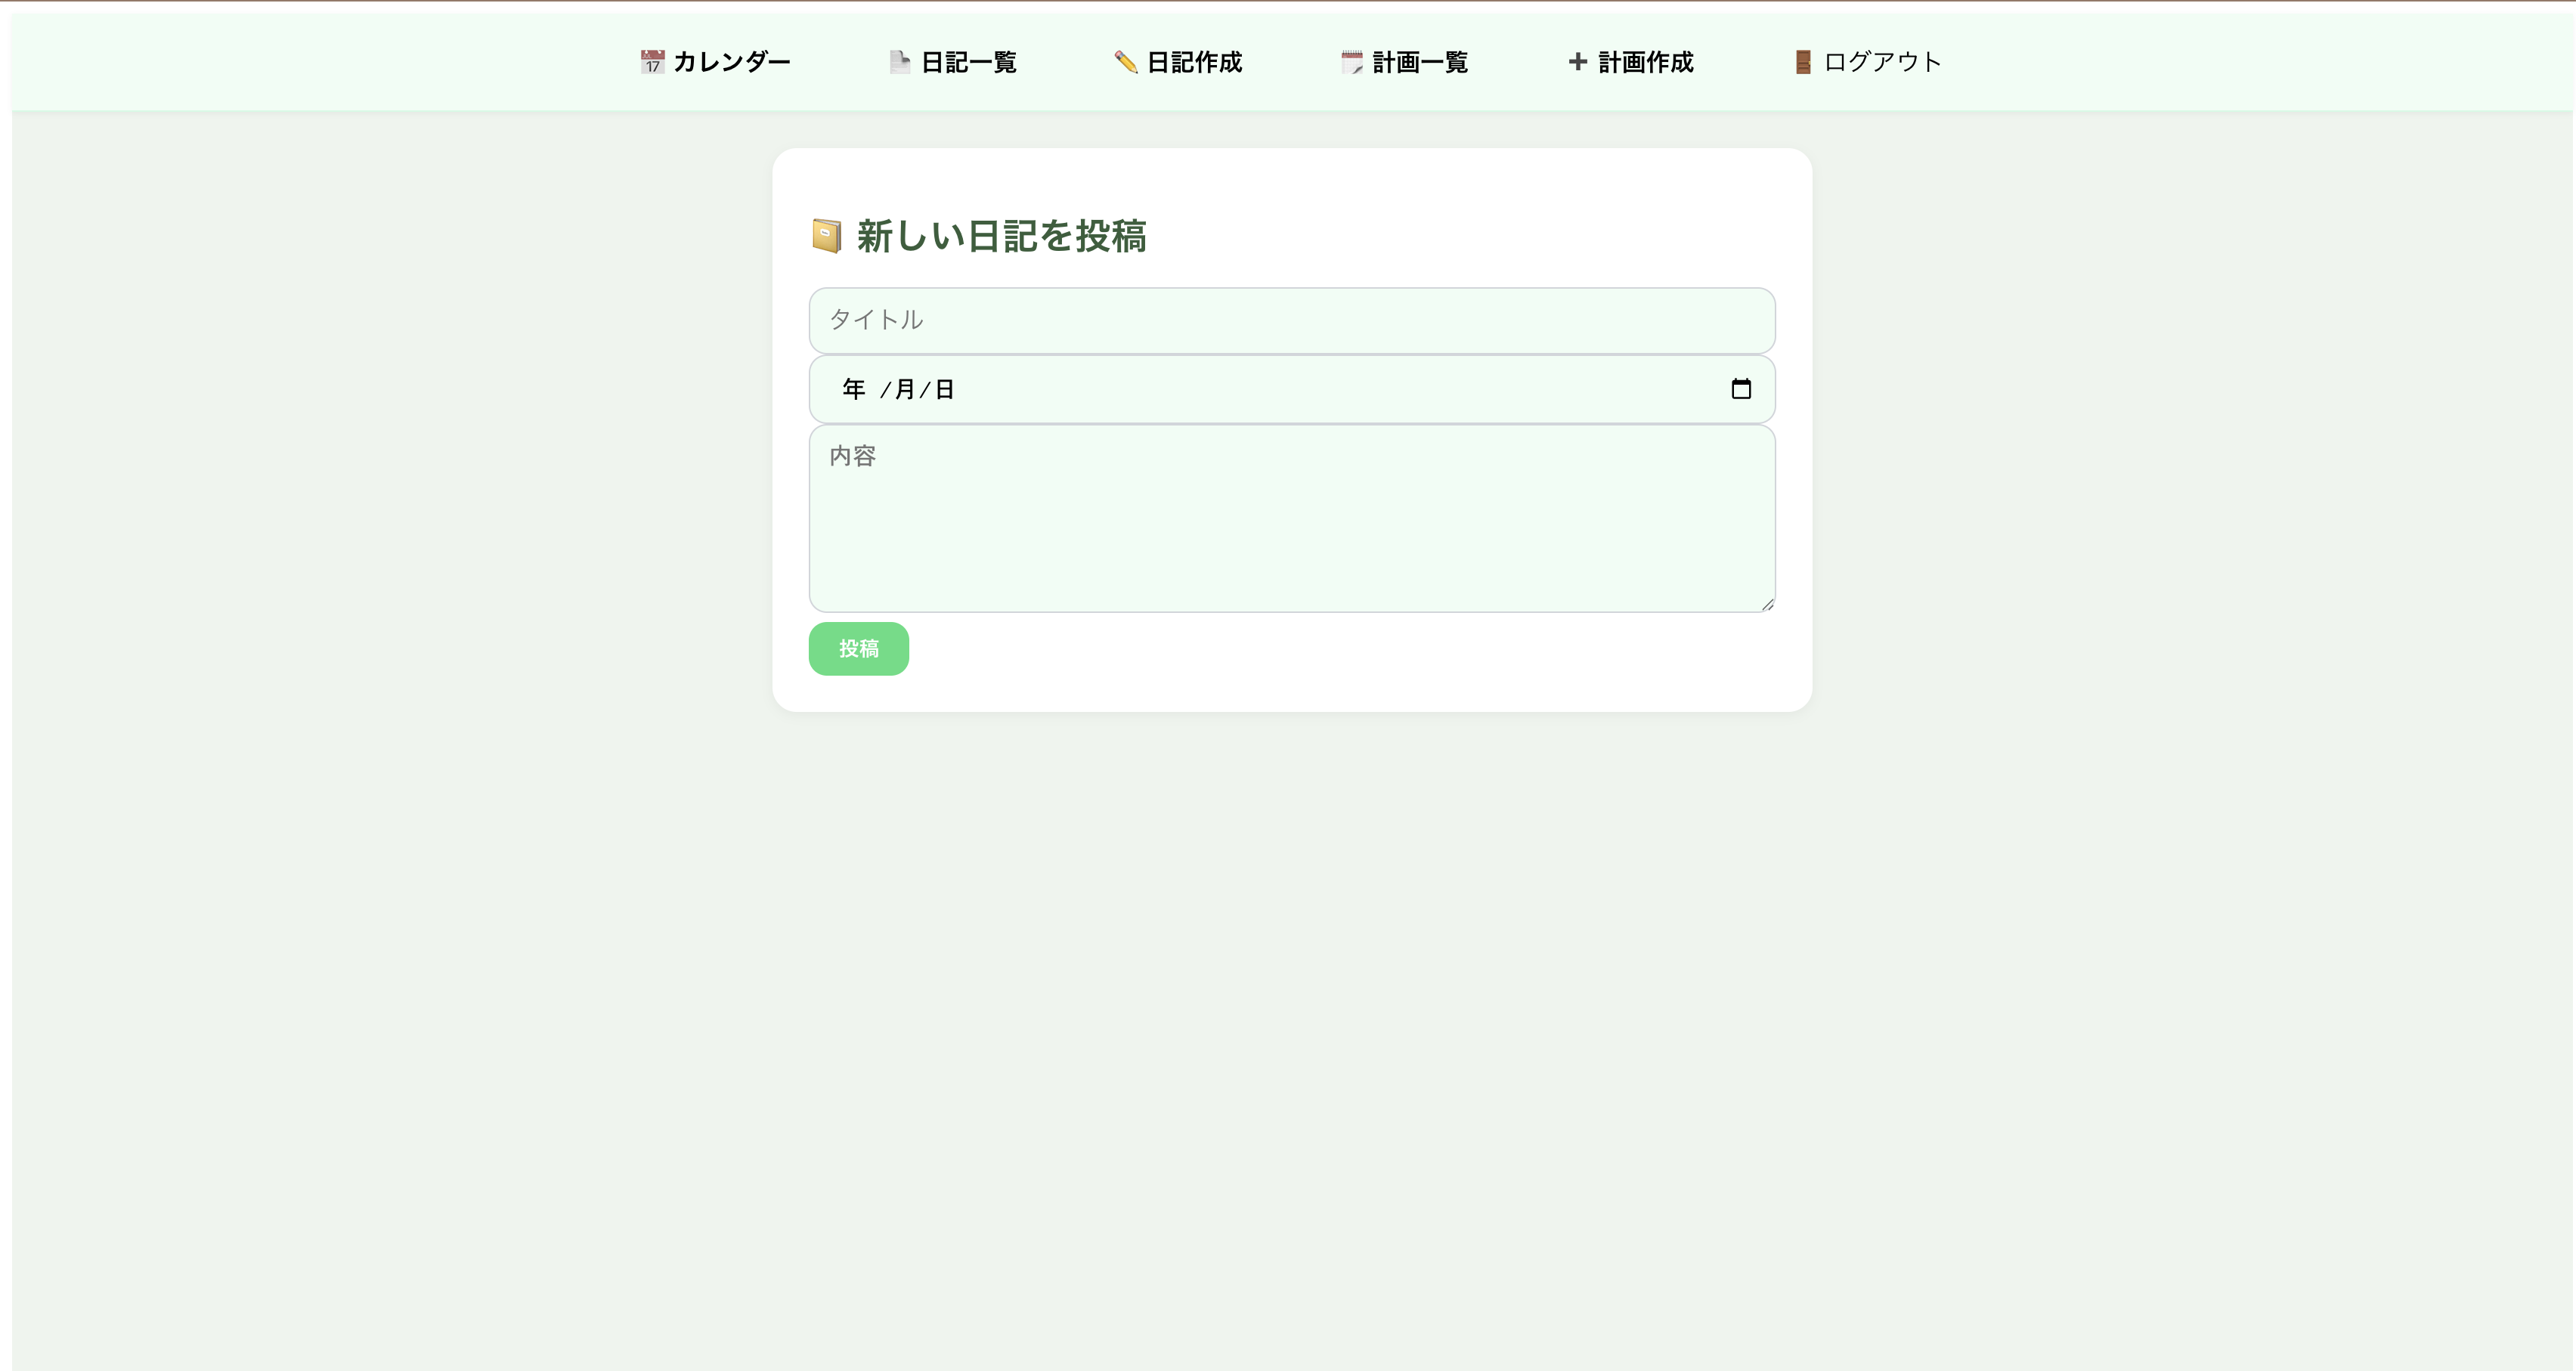 カレンダー
日記一覧
日記作成
計画一覧
計画作成
ログアウト
新しい日記を投稿
タイトル
年 /月/日
内容
投稿